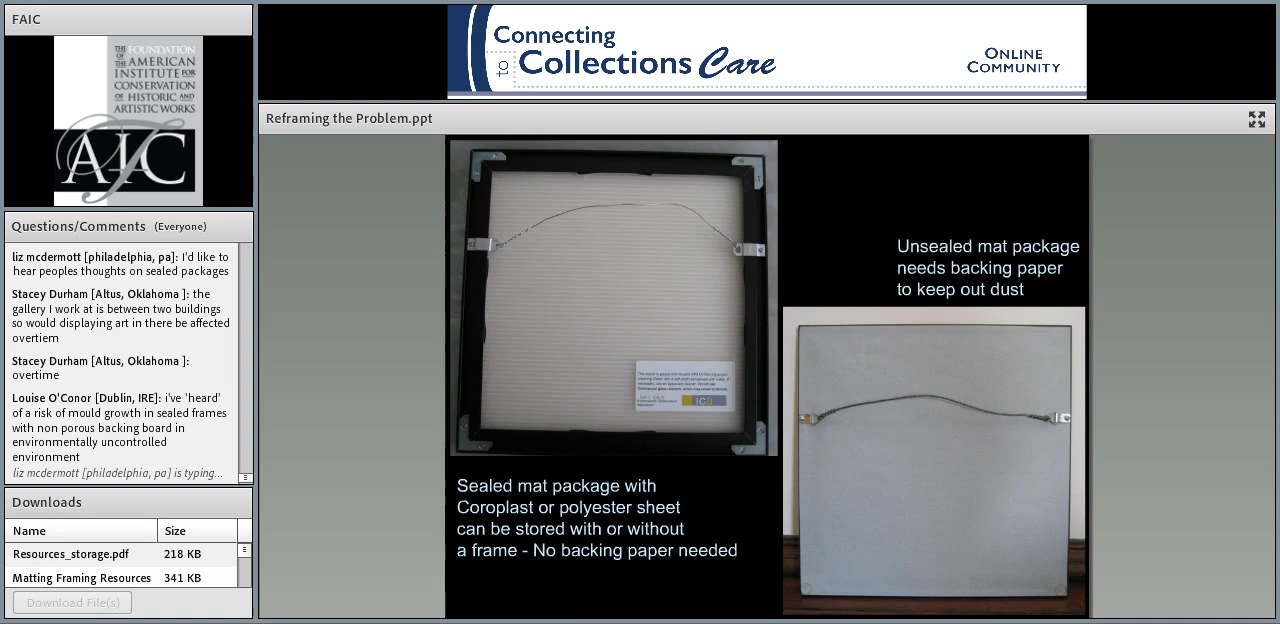 FAIC
THE FOUNDATION
OF THE AMERICAN
INSTITUTE FOR
CONSERVATION
OF HISTORIC AND
ARTISTIC WORKS
FAIC
Connecting
to Collections Care
ONLINE
COMMUNITY
Reframing the Problem.ppt
Questions/Comments (Everyone)
liz mcdermott [philadelphia, pa]: I'd like to
hear peoples thoughts on sealed packages
Stacey Durham [Altus, Oklahoma ]: the
gallery I work at is between two buildings
so would displaying art in there be affected
overtiem
Stacey Durham [Altus, Oklahoma ]:
overtime
Louise O'Conor [Dublin, IRE]: i've 'heard'
of a risk of mould growth in sealed frames
with non porous backing board in
environmentally uncontrolled
environment
liz mcdermott [philadelphia, pa] is typing...
Downloads
Name Size
Resources_storage.pdf 218 KB
Matting Framing Resources 341 KB
Download File(s)
Unsealed mat package
needs backing paper
to keep out dust
Sealed mat package with
Coroplast or polyester sheet
can be stored with or without
a frame - No backing paper needed